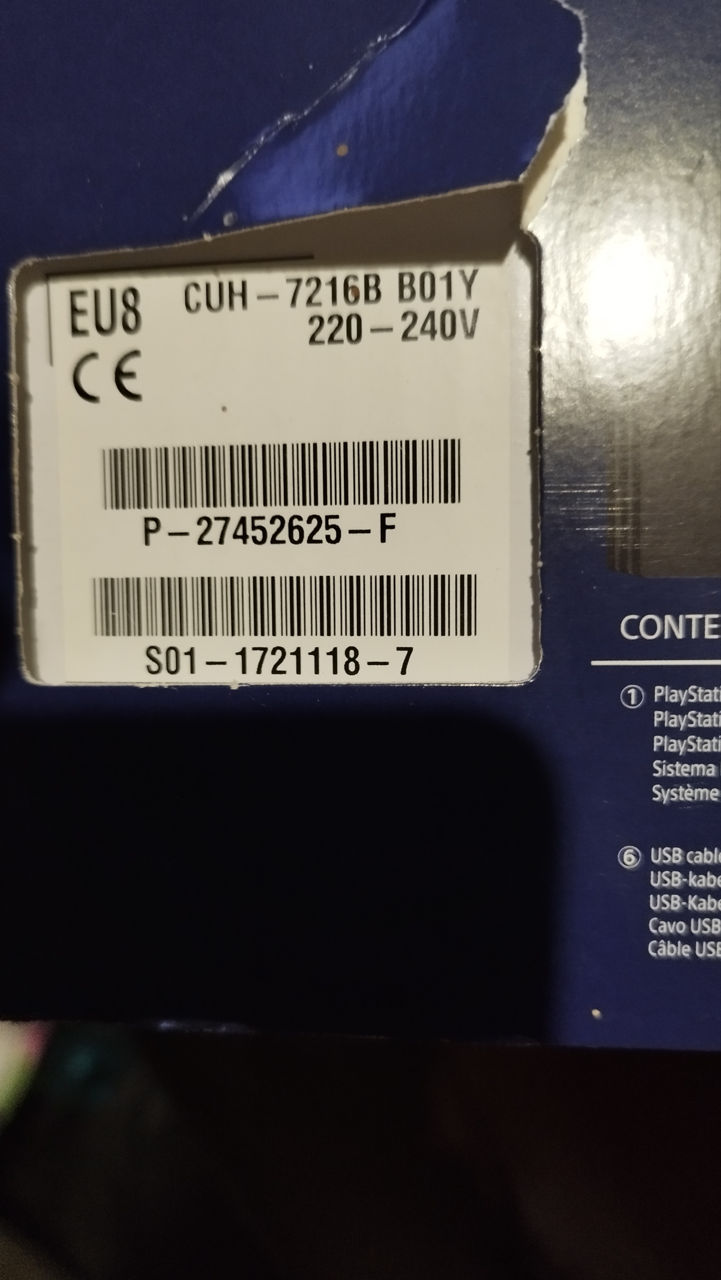 EU8
CUH-7216B B01Y
220-240V
CE
P-27452625-F
S01-1721118-7
CONTE
① PlayStati
PlayStati
PlayStati
Sistema
Système
⑥ USB cable
USB-kabe
USB-Kabe
Cavo USB
Câble USB